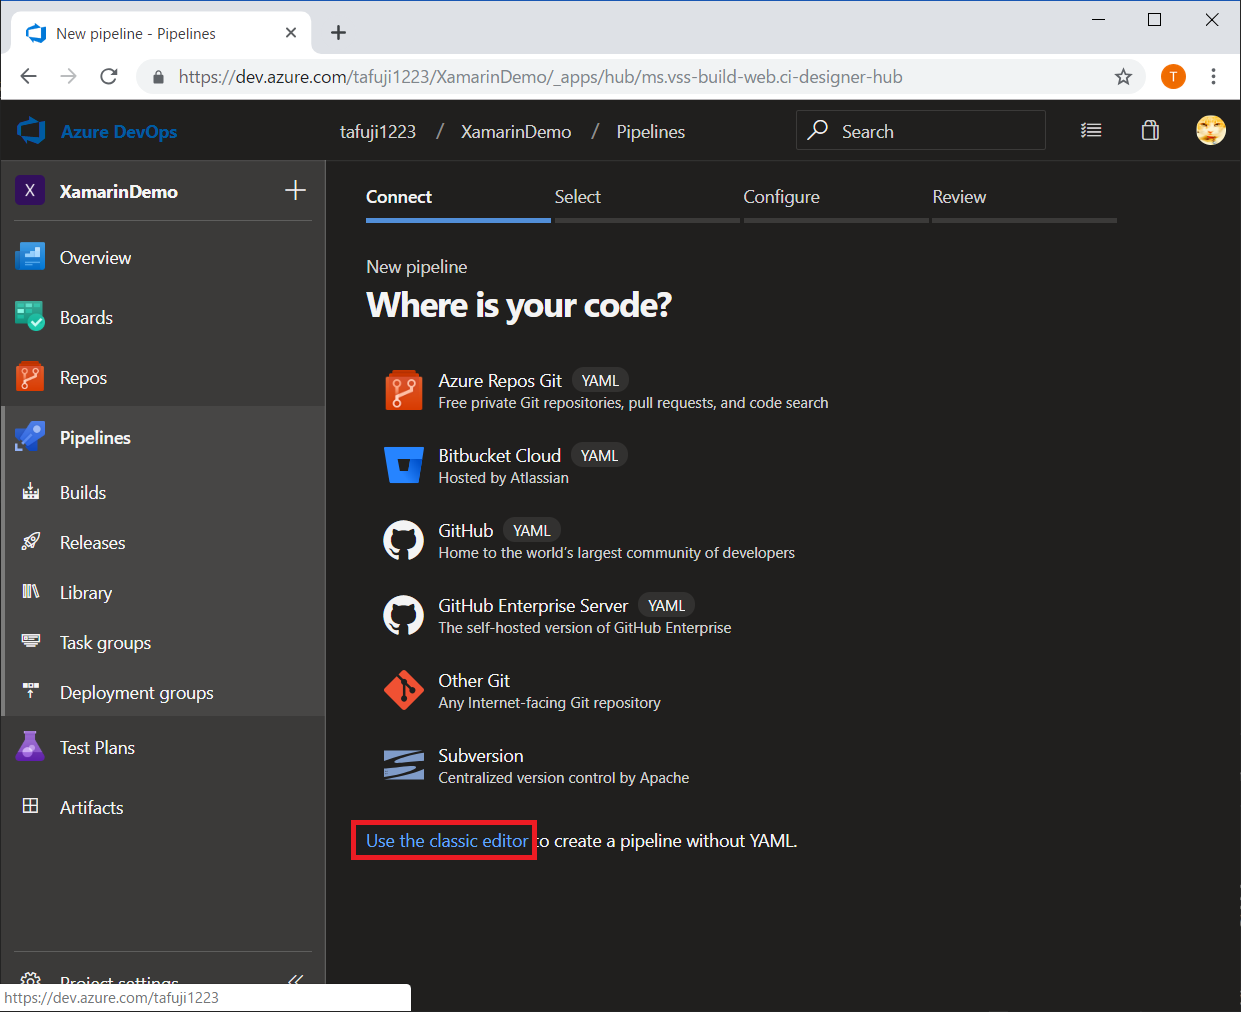 New pipeline - Pipelines
https://dev.azure.com/tafuji1223/XamarinDemo/_apps/hub/ms.vss-build-web.ci-designer-hub
T
Azure DevOps
tafuji1223 / XamarinDemo / Pipelines
Search
X
XamarinDemo
Overview
Boards
Repos
Pipelines
Builds
Releases
Library
Task groups
Deployment groups
Test Plans
Artifacts
Project settings
https://dev.azure.com/tafuji1223
Connect
Select
Configure
Review
New pipeline
Where is your code?
Azure Repos Git YAML
Free private Git repositories, pull requests, and code search
Bitbucket Cloud YAML
Hosted by Atlassian
GitHub YAML
Home to the world's largest community of developers
GitHub Enterprise Server YAML
The self-hosted version of GitHub Enterprise
Other Git
Any Internet-facing Git repository
Subversion
Centralized version control by Apache
Use the classic editor to create a pipeline without YAML.